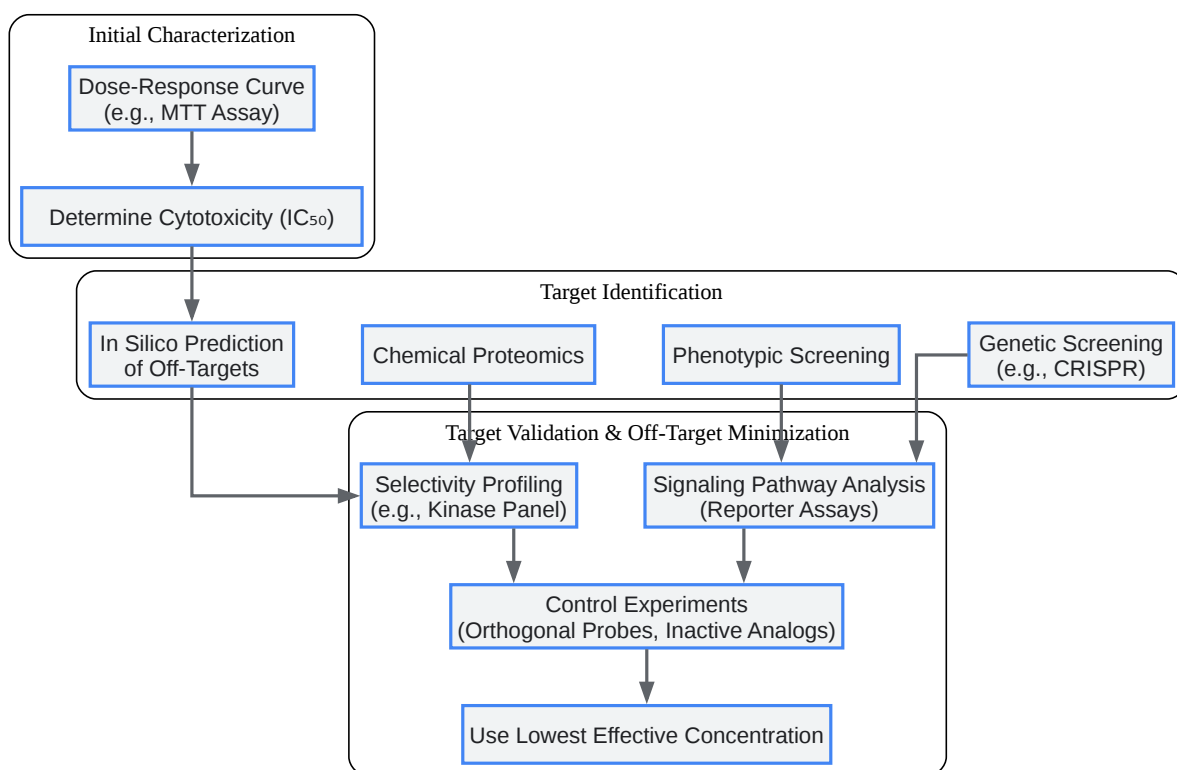 Initial Characterization
Dose-Response Curve
(e.g., MTT Assay)
Determine Cytotoxicity (IC₅₀)
Target Identification
In Silico Prediction
of Off-Targets
Chemical Proteomics
Phenotypic Screening
Genetic Screening
(e.g., CRISPR)
Target Validation & Off-Target Minimization
Selectivity Profiling
(e.g., Kinase Panel)
Signaling Pathway Analysis
(Reporter Assays)
Control Experiments
(Orthogonal Probes, Inactive Analogs)
Use Lowest Effective Concentration